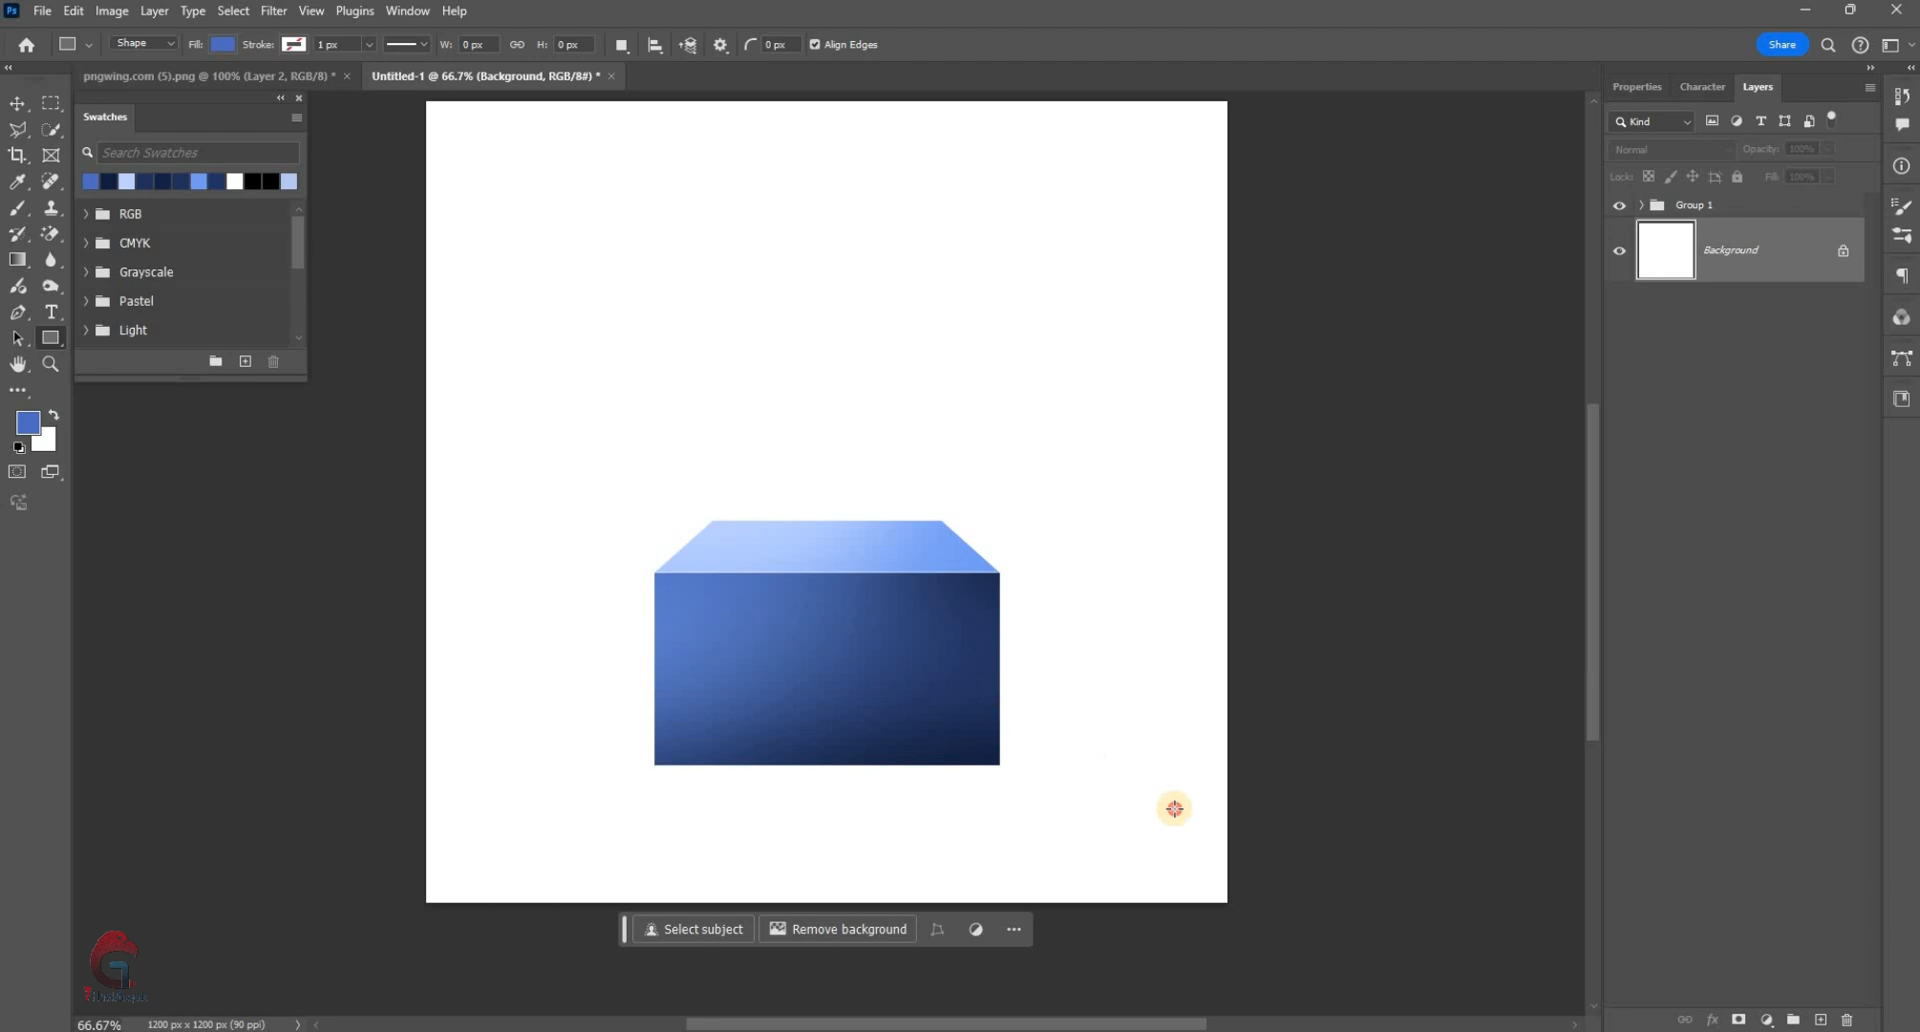 Ps File Edit Image Layer Type Select Filter View Plugins Window Help
Shape Fill: Stroke: 1 px W: 0 px H: 0 px 0 px Align Edges Share
pngwing.com (5).png @ 100% (Layer 2, RGB/8) * × Untitled-1 @ 66.7% (Background, RGB/8#) * ×
Properties Character Layers
Swatches
Kind
Search Swatches
Normal Opacity: 100%
Lock: Fill: 100%
RGB
Group 1
CMYK
Background
Grayscale
Pastel
Light
T
Select subject Remove background
66.67% 1200 px x 1200 px (90 ppi)
fx